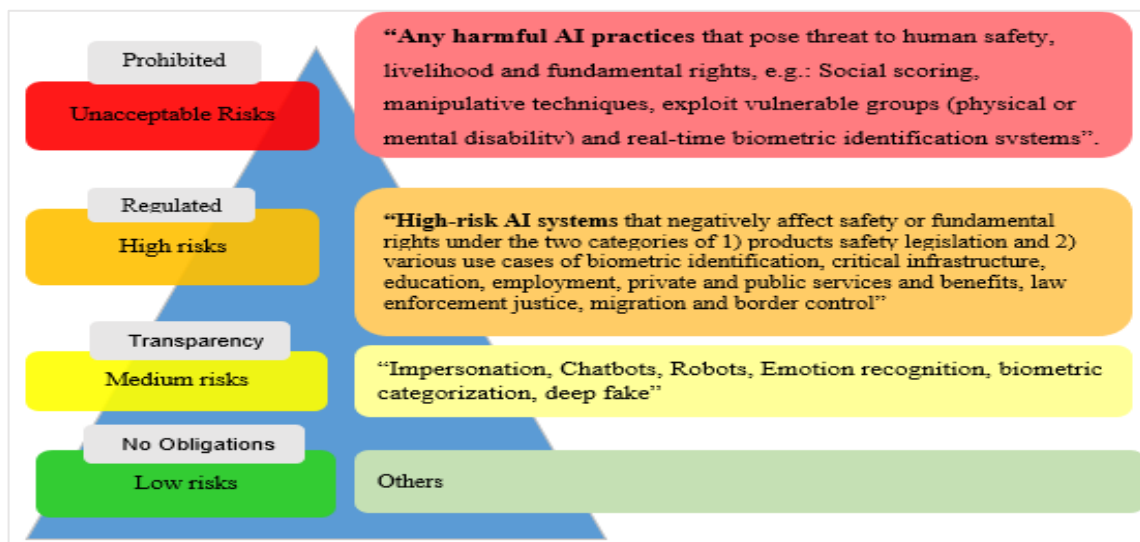 Prohibited
Unacceptable Risks
“Any harmful AI practices that pose threat to human safety,
livelihood and fundamental rights, e.g.: Social scoring,
manipulative techniques, exploit vulnerable groups (physical or
mental disability) and real-time biometric identification systems”.
Regulated
High risks
“High-risk AI systems that negatively affect safety or fundamental
rights under the two categories of 1) products safety legislation and 2)
various use cases of biometric identification, critical infrastructure,
education, employment, private and public services and benefits, law
enforcement justice, migration and border control”
Transparency
Medium risks
“Impersonation, Chatbots, Robots, Emotion recognition, biometric
categorization, deep fake”
No Obligations
Low risks
Others